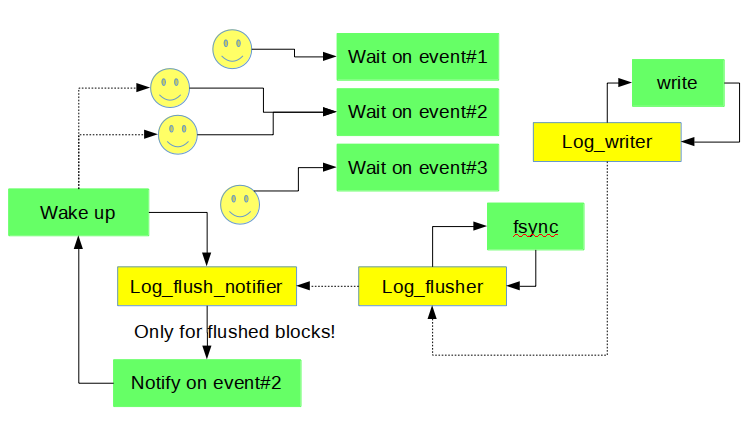 Wait on event#1
write
Wait on event#2
Log_writer
Wait on event#3
Wake up
fsync
Log_flush_notifier
Log_flusher
Only for flushed blocks!
Notify on event#2